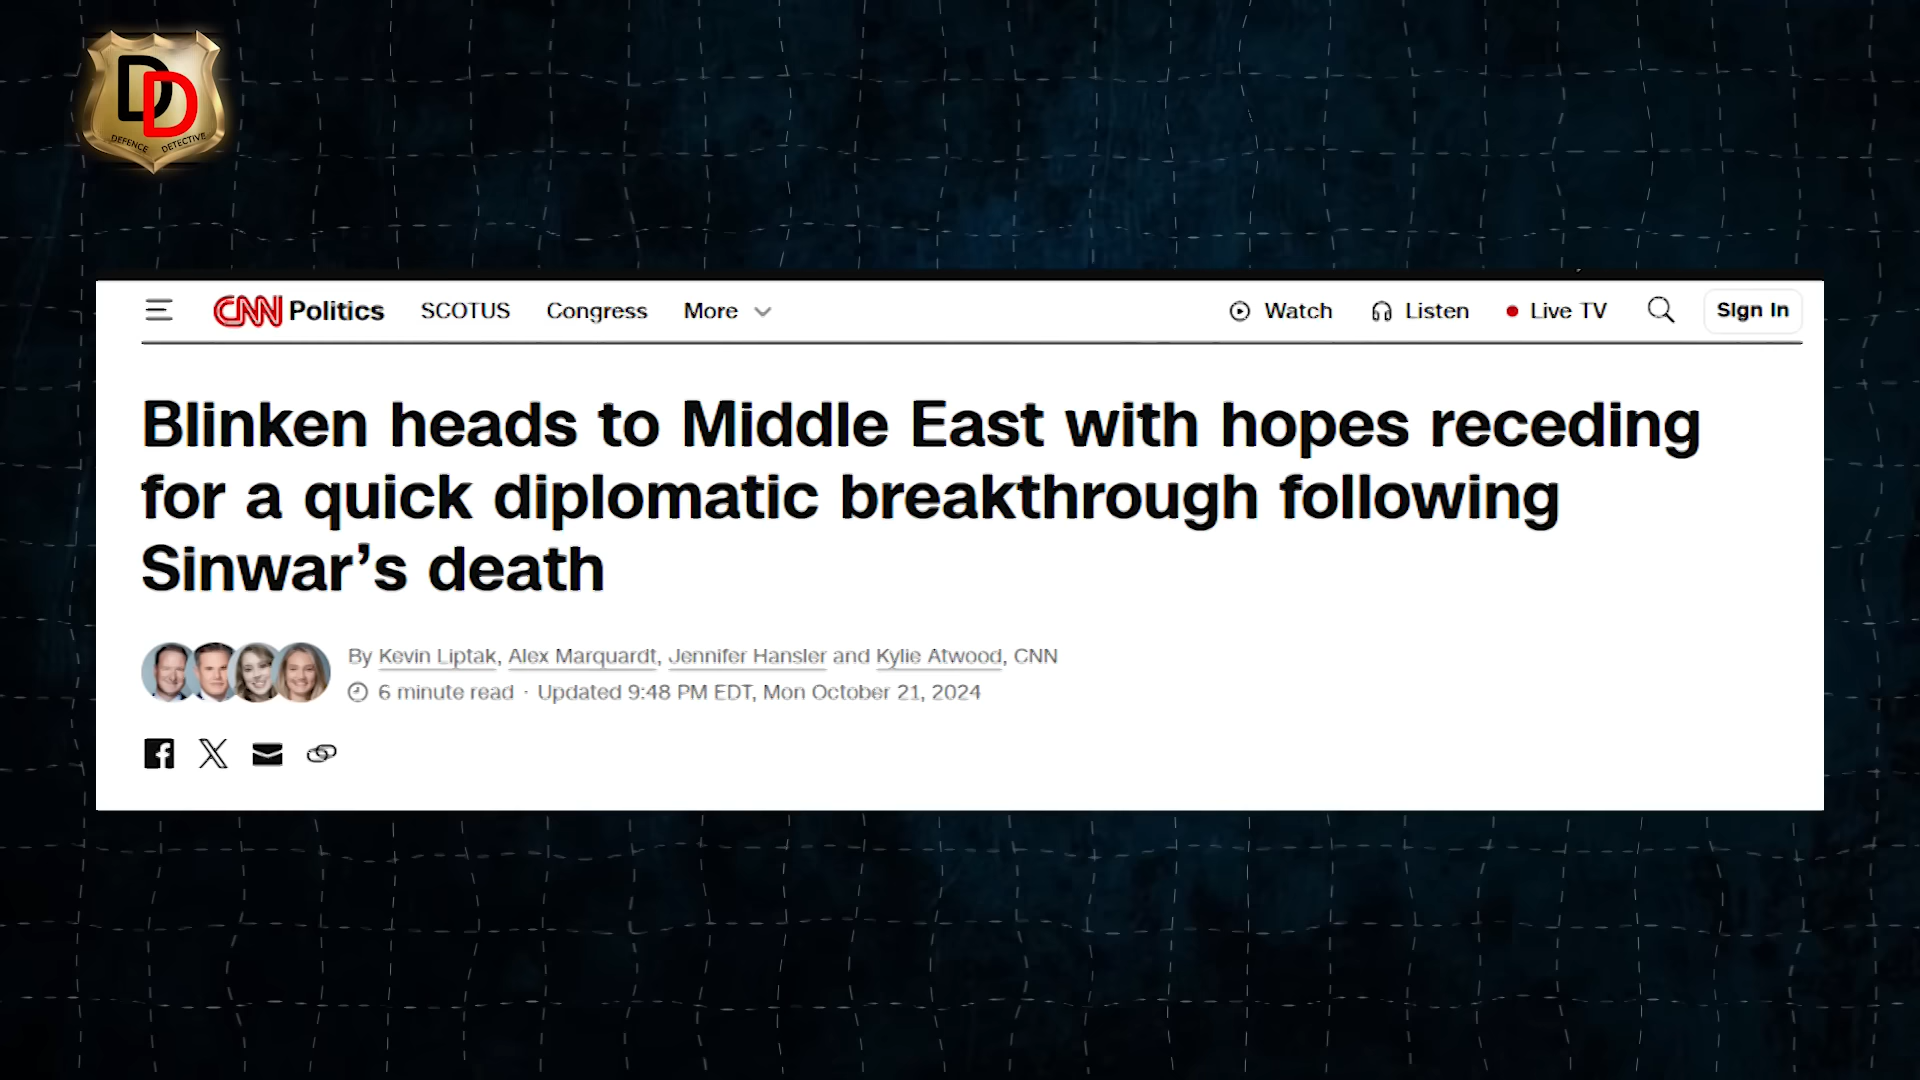 DD
DEFENCE DETECTIVE
CNN Politics SCOTUS Congress More Watch Listen Live TV Sign In
Blinken heads to Middle East with hopes receding
for a quick diplomatic breakthrough following
Sinwar’s death
By Kevin Liptak, Alex Marquardt, Jennifer Hansler and Kylie Atwood, CNN
6 minute read · Updated 9:48 PM EDT, Mon October 21, 2024